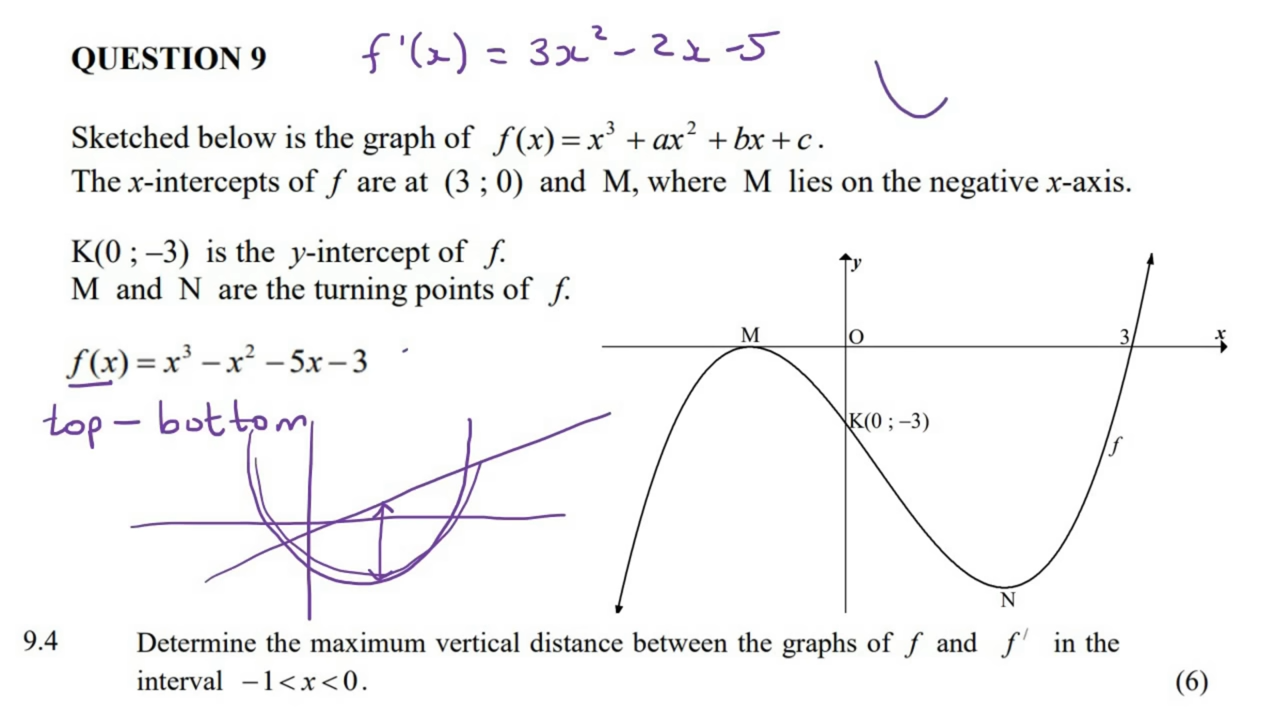 QUESTION 9
f'(x) = 3x² - 2x - 5
Sketched below is the graph of f(x) = x³ + ax² + bx + c.
The x-intercepts of f are at (3 ; 0) and M, where M lies on the negative x-axis.
K(0 ; –3) is the y-intercept of f.
M and N are the turning points of f.
f(x) = x³ – x² – 5x – 3
top - bottom
y
M
O
3
x
K(0 ; –3)
f
N
9.4 Determine the maximum vertical distance between the graphs of f and f′ in the
interval –1 < x < 0. (6)